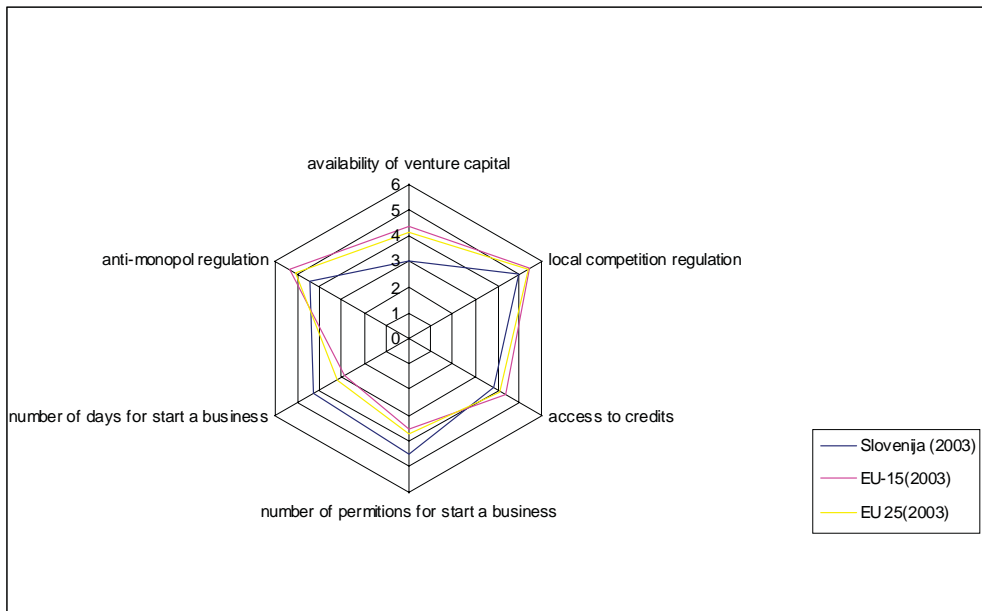 availability of venture capital
6
5
4
3
2
1
0
anti-monopol regulation
local competition regulation
number of days for start a business
access to credits
number of permitions for start a business
Slovenija (2003)
EU-15(2003)
EU 25(2003)